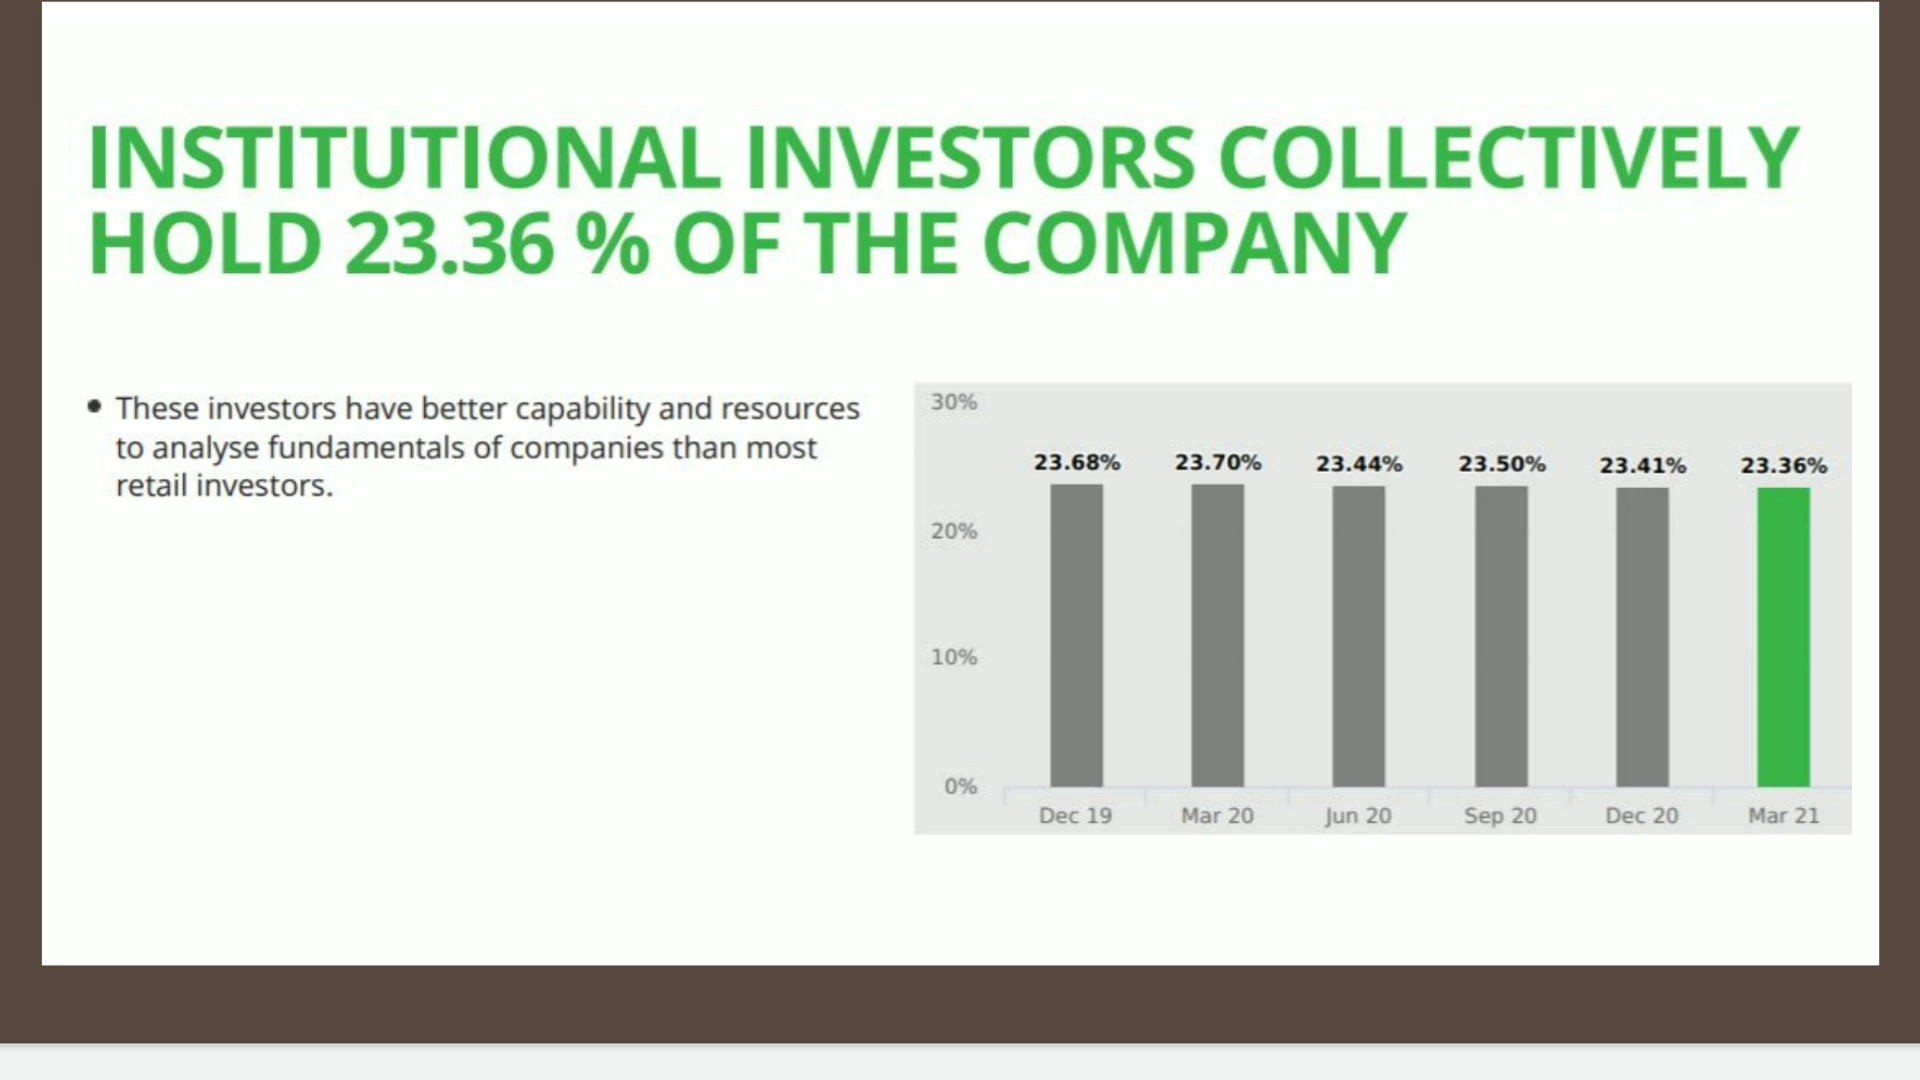 INSTITUTIONAL INVESTORS COLLECTIVELY
HOLD 23.36 % OF THE COMPANY
• These investors have better capability and resources
to analyse fundamentals of companies than most
retail investors.
30%
23.68% 23.70% 23.44% 23.50% 23.41% 23.36%
20%
10%
0%
Dec 19 Mar 20 Jun 20 Sep 20 Dec 20 Mar 21